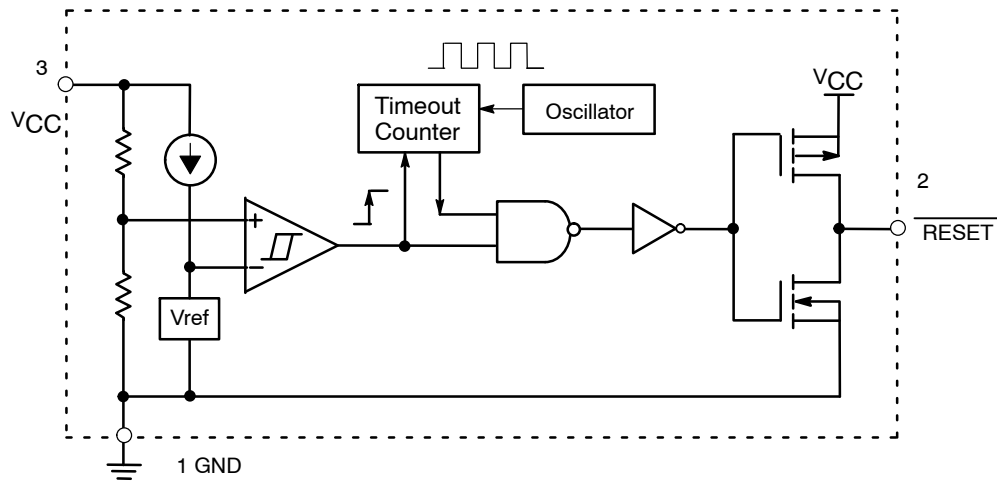 3
VCC
Timeout
Counter
Oscillator
VCC
2
RESET
+
−
Vref
1 GND